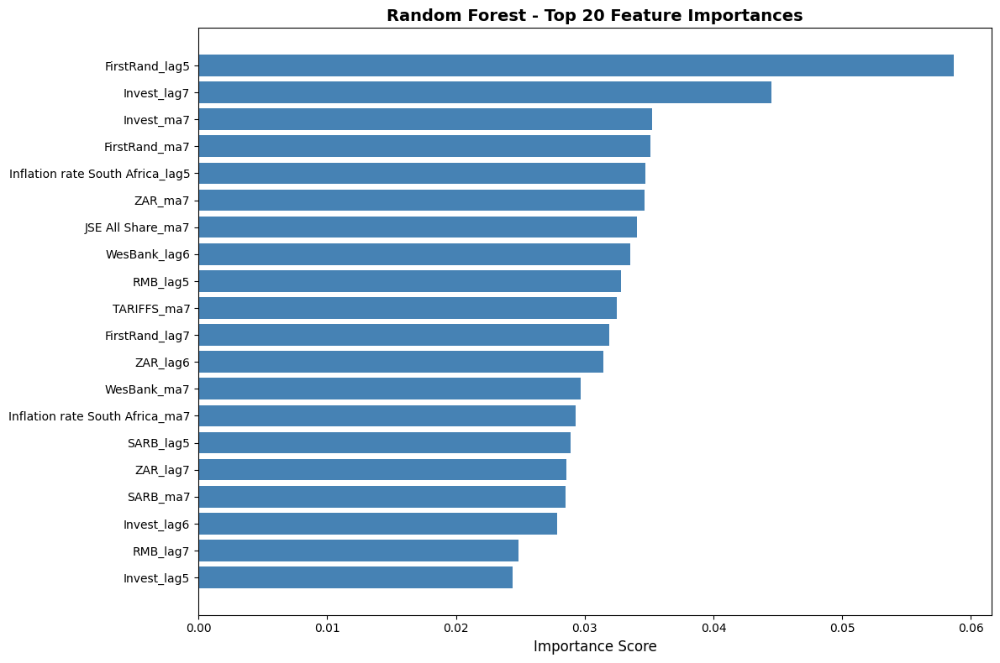 Random Forest - Top 20 Feature Importances
FirstRand_lag5
Invest_lag7
Invest_ma7
FirstRand_ma7
Inflation rate South Africa_lag5
ZAR_ma7
JSE All Share_ma7
WesBank_lag6
RMB_lag5
TARIFFS_ma7
FirstRand_lag7
ZAR_lag6
WesBank_ma7
Inflation rate South Africa_ma7
SARB_lag5
ZAR_lag7
SARB_ma7
Invest_lag6
RMB_lag7
Invest_lag5
0.00 0.01 0.02 0.03 0.04 0.05 0.06
Importance Score